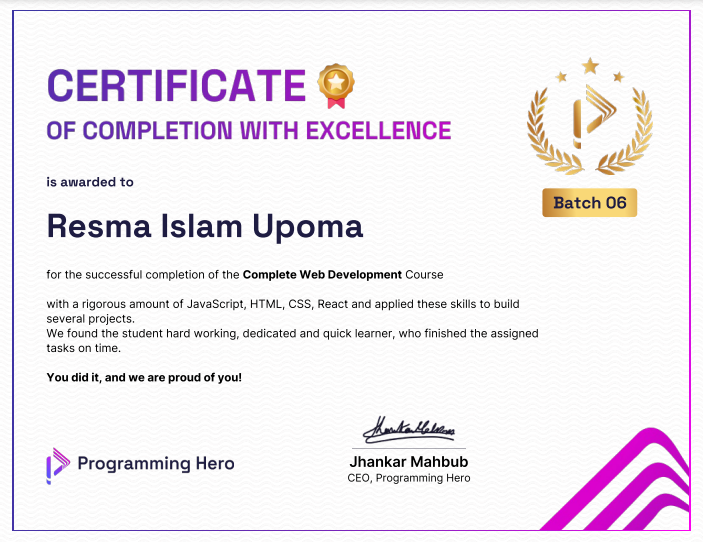 CERTIFICATE
OF COMPLETION WITH EXCELLENCE
Batch 06
is awarded to
Resma Islam Upoma
for the successful completion of the Complete Web Development Course
with a rigorous amount of JavaScript, HTML, CSS, React and applied these skills to build
several projects.
We found the student hard working, dedicated and quick learner, who finished the assigned
tasks on time.
You did it, and we are proud of you!
Programming Hero
Jhankar Mahbub
CEO, Programming Hero